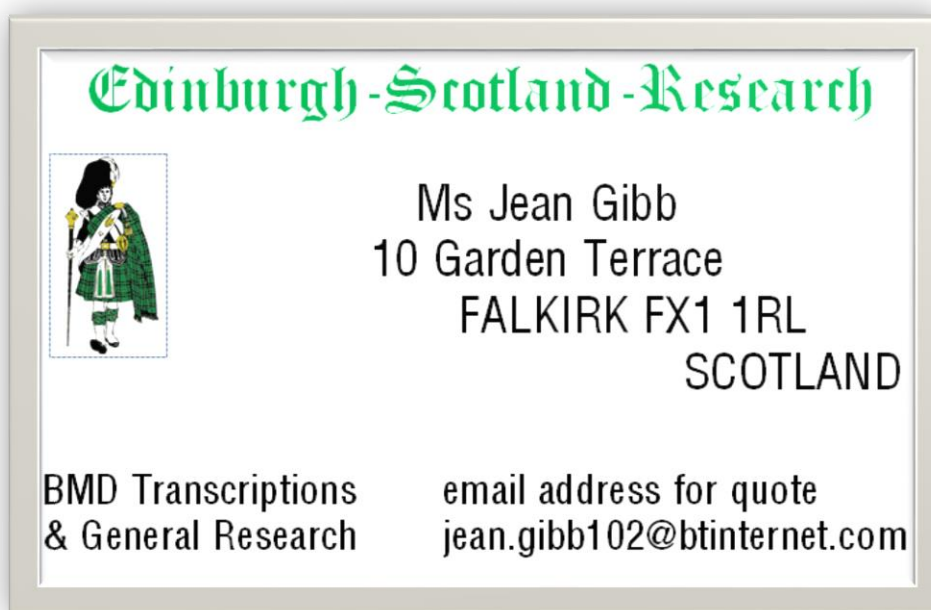 Edinburgh-Scotland-Research
Ms Jean Gibb
10 Garden Terrace
FALKIRK FX1 1RL
SCOTLAND
BMD Transcriptions
& General Research
email address for quote
jean.gibb102@btinternet.com